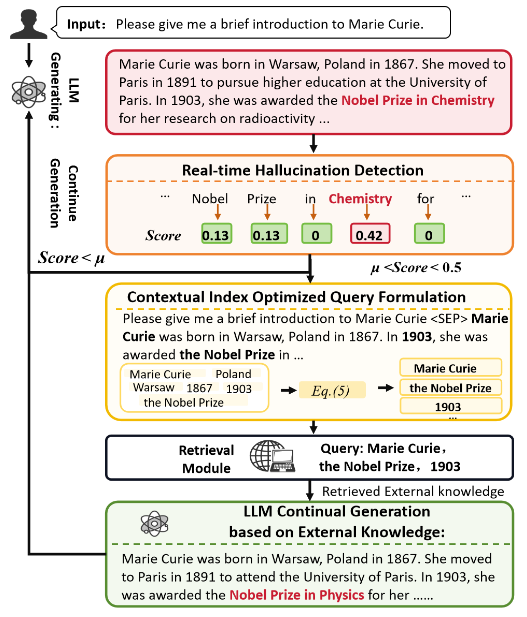 Input: Please give me a brief introduction to Marie Curie.
LLM
Generating :
Marie Curie was born in Warsaw, Poland in 1867. She moved to
Paris in 1891 to pursue higher education at the University of
Paris. In 1903, she was awarded the Nobel Prize in Chemistry
for her research on radioactivity ...
Continue
Generation
Real-time Hallucination Detection
... Nobel Prize in Chemistry for ...
Score 0.13 0.13 0 0.42 0
Score < μ
μ <Score< 0.5
Contextual Index Optimized Query Formulation
Please give me a brief introduction to Marie Curie <SEP> Marie
Curie was born in Warsaw, Poland in 1867. In 1903, she was
awarded the Nobel Prize in ...
Marie Curie Poland
Warsaw 1867 1903
the Nobel Prize
Eq.(5)
Marie Curie
the Nobel Prize
1903
...
Retrieval
Module
Query: Marie Curie,
the Nobel Prize, 1903
Retrieved External knowledge
LLM Continual Generation
based on External Knowledge:
Marie Curie was born in Warsaw, Poland in 1867. She moved
to Paris in 1891 to attend the University of Paris. In 1903, she
was awarded the Nobel Prize in Physics for her ......